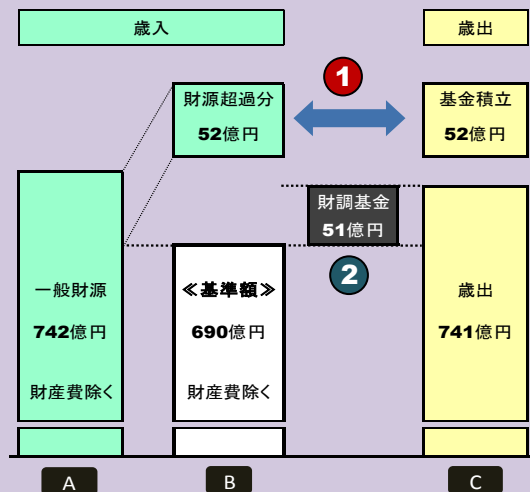 歳入
歳出
1
財源超過分
52億円
基金積立
52億円
財調基金
51億円
2
一般財源
742億円
財産費除く
≪基準額≫
690億円
財産費除く
歳出
741億円
A
B
C